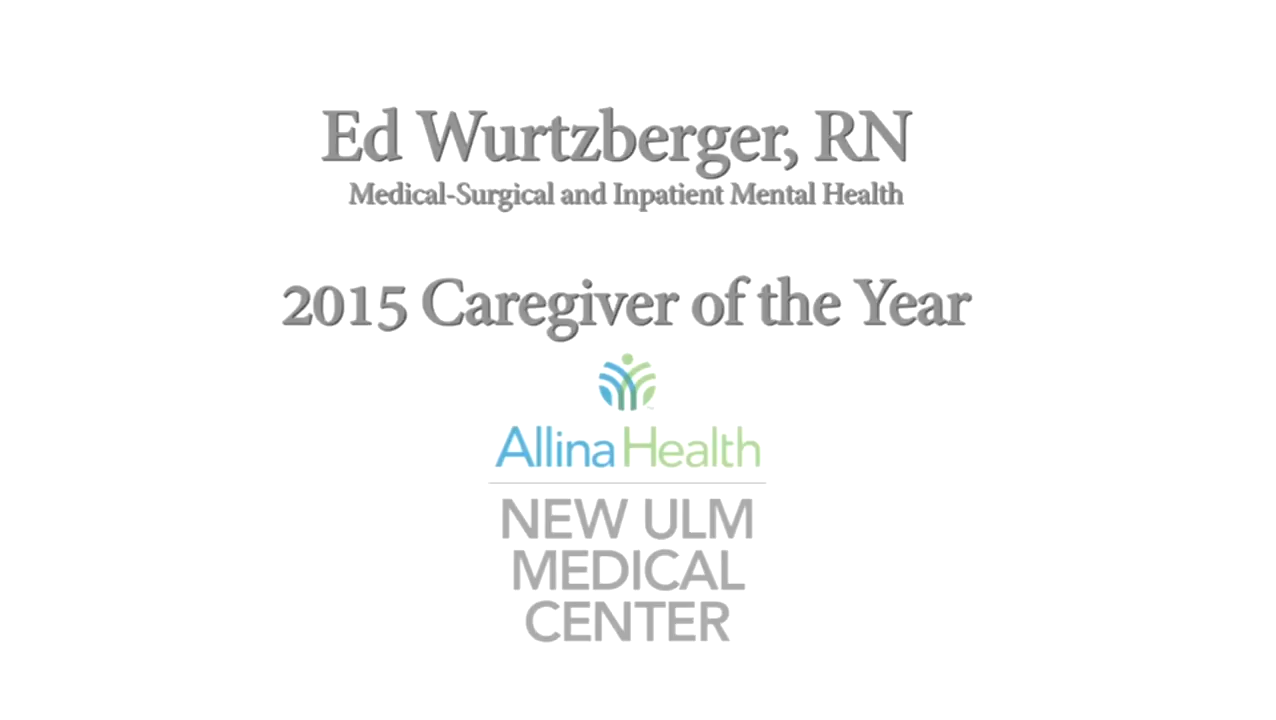 Ed Wurtzberger, RN
Medical-Surgical and Inpatient Mental Health
2015 Caregiver of the Year
Allina Health
NEW ULM
MEDICAL
CENTER